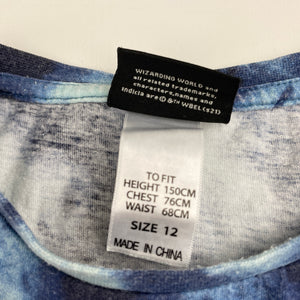 WIZARDING WORLD and
all related trademarks,
characters, names and
indicia are © & ™ WBEI. (s21)
TO FIT
HEIGHT 150CM
CHEST 76CM
WAIST 68CM
SIZE 12
MADE IN CHINA